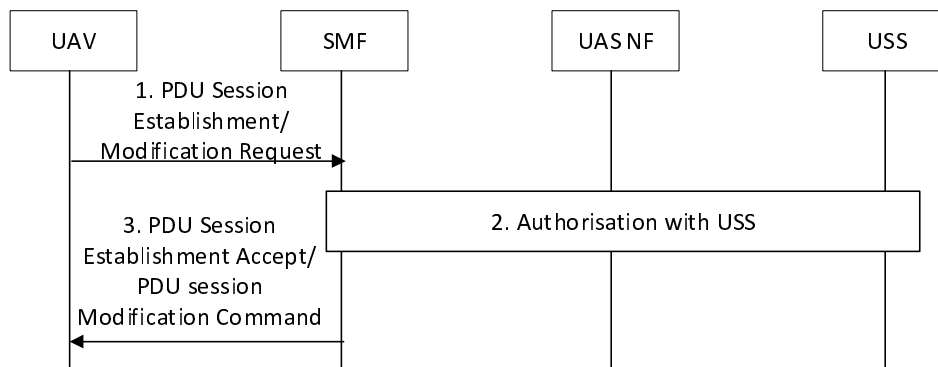 UAV
SMF
UAS NF
USS
1. PDU Session
Establishment/
Modification Request
2. Authorisation with USS
3. PDU Session
Establishment Accept/
PDU session
Modification Command